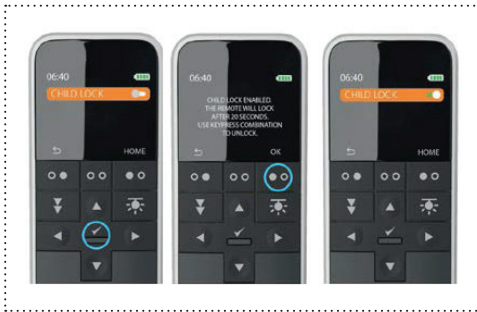 06:40
CHILD LOCK
HOME
06:40
CHILD LOCK ENABLED.
THE REMOTE WILL LOCK
AFTER 20 SECONDS.
USE KEYPRESS COMBINATION
TO UNLOCK.
OK
06:40
CHILD LOCK
HOME